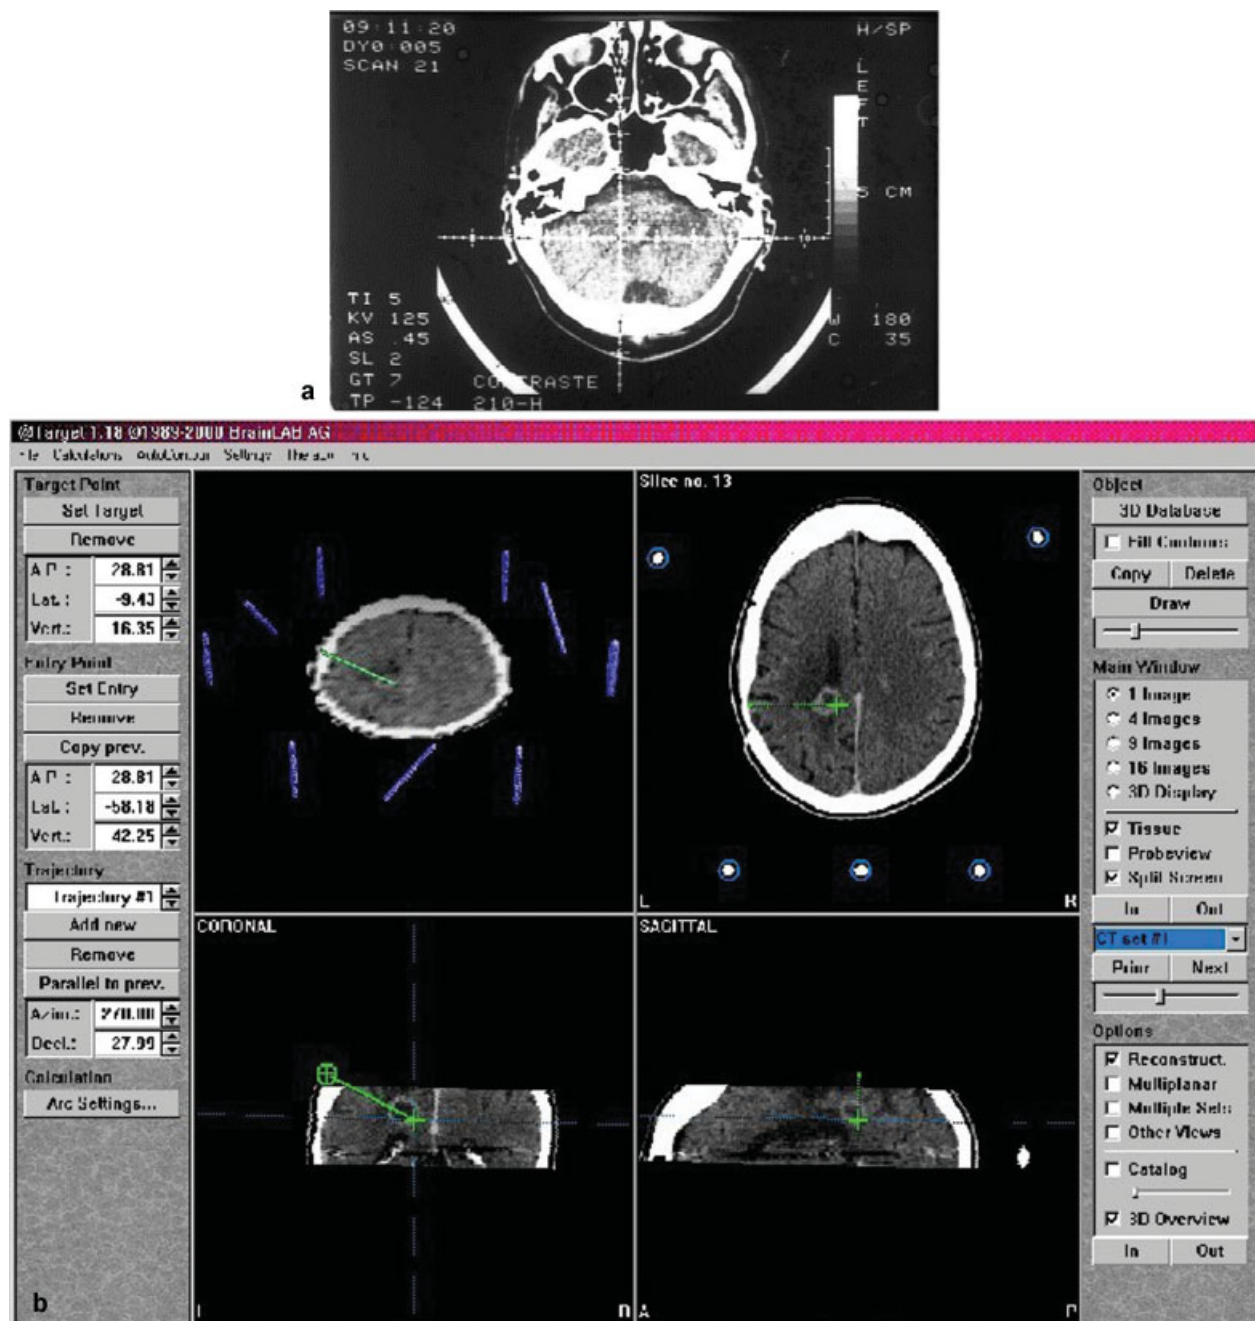 09:11:20
DY0:005
SCAN 21
H/SP
LEFT
5 CM
TI 5
KV 125
AS .45
SL 2
GT 7
TP -124
CONTRASTE
210-H
W 180
C 35
a
@Target 1.18 @1989-2000 BrainLAB AG
Calculations AutoContour Settings
Target Point
Set Target
Remove
A.P.: 28.81
Lat.: -9.43
Vert.: 16.35
Entry Point
Set Entry
Remove
Copy prev.
A.P.: 28.81
Lat.: -58.18
Vert.: 42.25
Trajectory
Trajectory #1
Add new
Remove
Parallel to prev.
Azim.: 270.00
Decl.: 27.99
Calculation
Arc Settings...
Slice no. 13
L R
CORONAL
SAGITTAL
A P
Object
3D Database
Fill Contours
Copy Delete
Draw
Main Window
1 Image
4 Images
9 Images
16 Images
3D Display
Tissue
Probeview
Split Screen
In Out
CT set #1
Prior Next
Options
Reconstruct.
Multiplanar
Multiple Sets
Other Views
Catalog
3D Overview
In Out
b